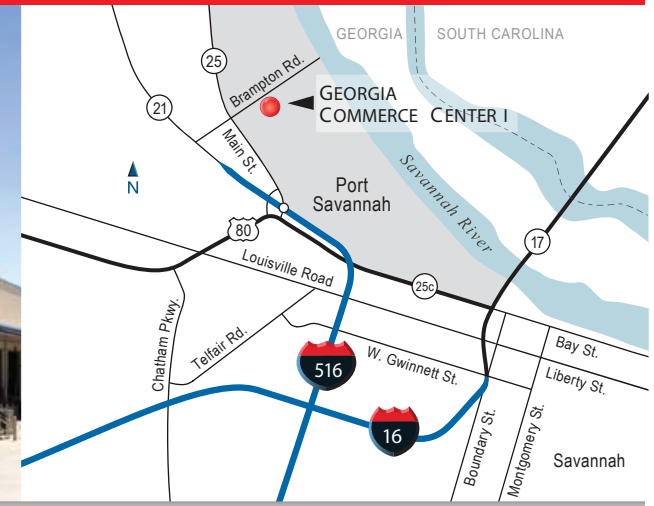 GEORGIA
SOUTH CAROLINA
25
Brampton Rd.
21
GEORGIA
COMMERCE CENTER I
Main St.
N
Port
Savannah
Savannah River
80
17
Louisville Road
25c
Chatham Pkwy.
Telfair Rd.
W. Gwinnett St.
Bay St.
Liberty St.
516
16
Boundary St.
Montgomery St.
Savannah